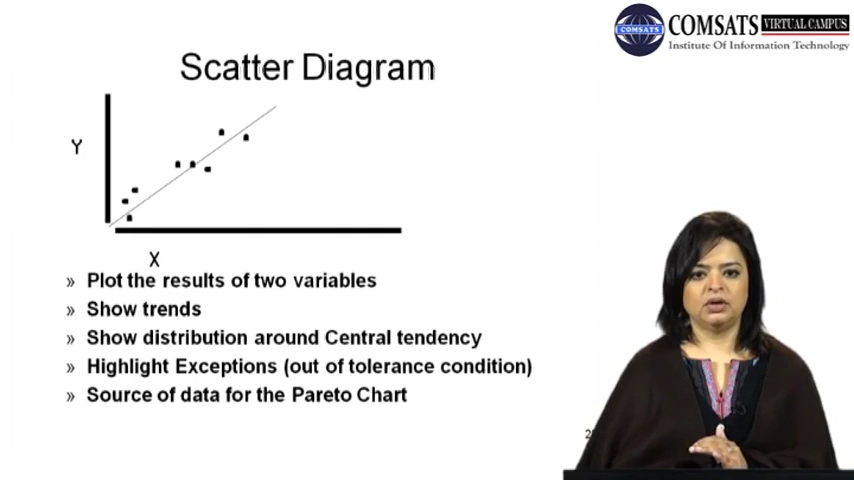 COMSATS VIRTUAL CAMPUS
COMSATS
Institute Of Information Technology
Scatter Diagram
Y
X
» Plot the results of two variables
» Show trends
» Show distribution around Central tendency
» Highlight Exceptions (out of tolerance condition)
» Source of data for the Pareto Chart